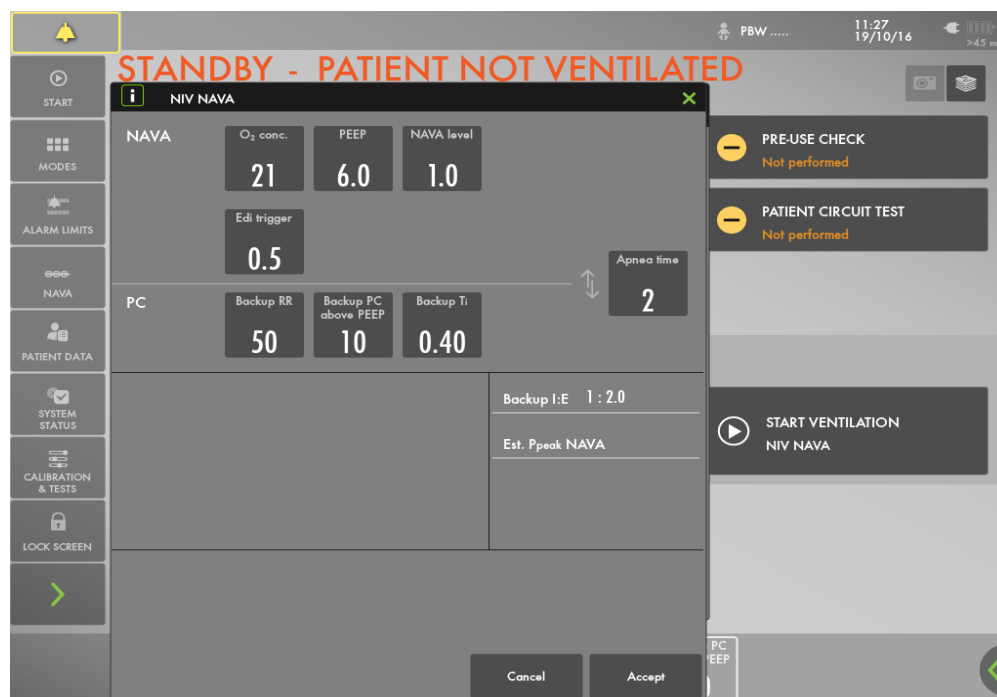 PBW .....
11:27
19/10/16
>45 m
STANDBY - PATIENT NOT VENTILATED
START
MODES
ALARM LIMITS
NAVA
PATIENT DATA
SYSTEM
STATUS
CALIBRATION
& TESTS
LOCK SCREEN
i NIV NAVA
NAVA
O₂ conc.
21
PEEP
6.0
NAVA level
1.0
Edi trigger
0.5
Apnea time
2
PC
Backup RR
50
Backup PC
above PEEP
10
Backup Ti
0.40
Backup I:E 1 : 2.0
Est. Ppeak NAVA
Cancel
Accept
PRE-USE CHECK
Not performed
PATIENT CIRCUIT TEST
Not performed
START VENTILATION
NIV NAVA
PC
PEEP